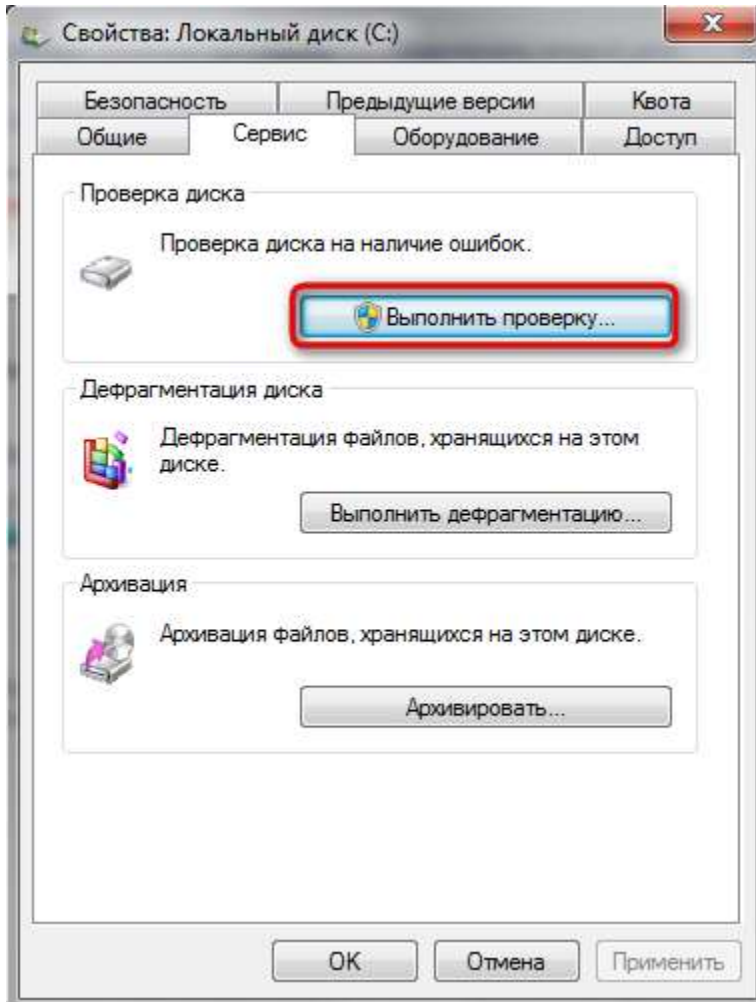 Свойства: Локальный диск (C:)
Безопасность Предыдущие версии Квота
Общие Сервис Оборудование Доступ
Проверка диска
Проверка диска на наличие ошибок.
Выполнить проверку...
Дефрагментация диска
Дефрагментация файлов, хранящихся на этом
диске.
Выполнить дефрагментацию...
Архивация
Архивация файлов, хранящихся на этом диске.
Архивировать...
OK Отмена Применить